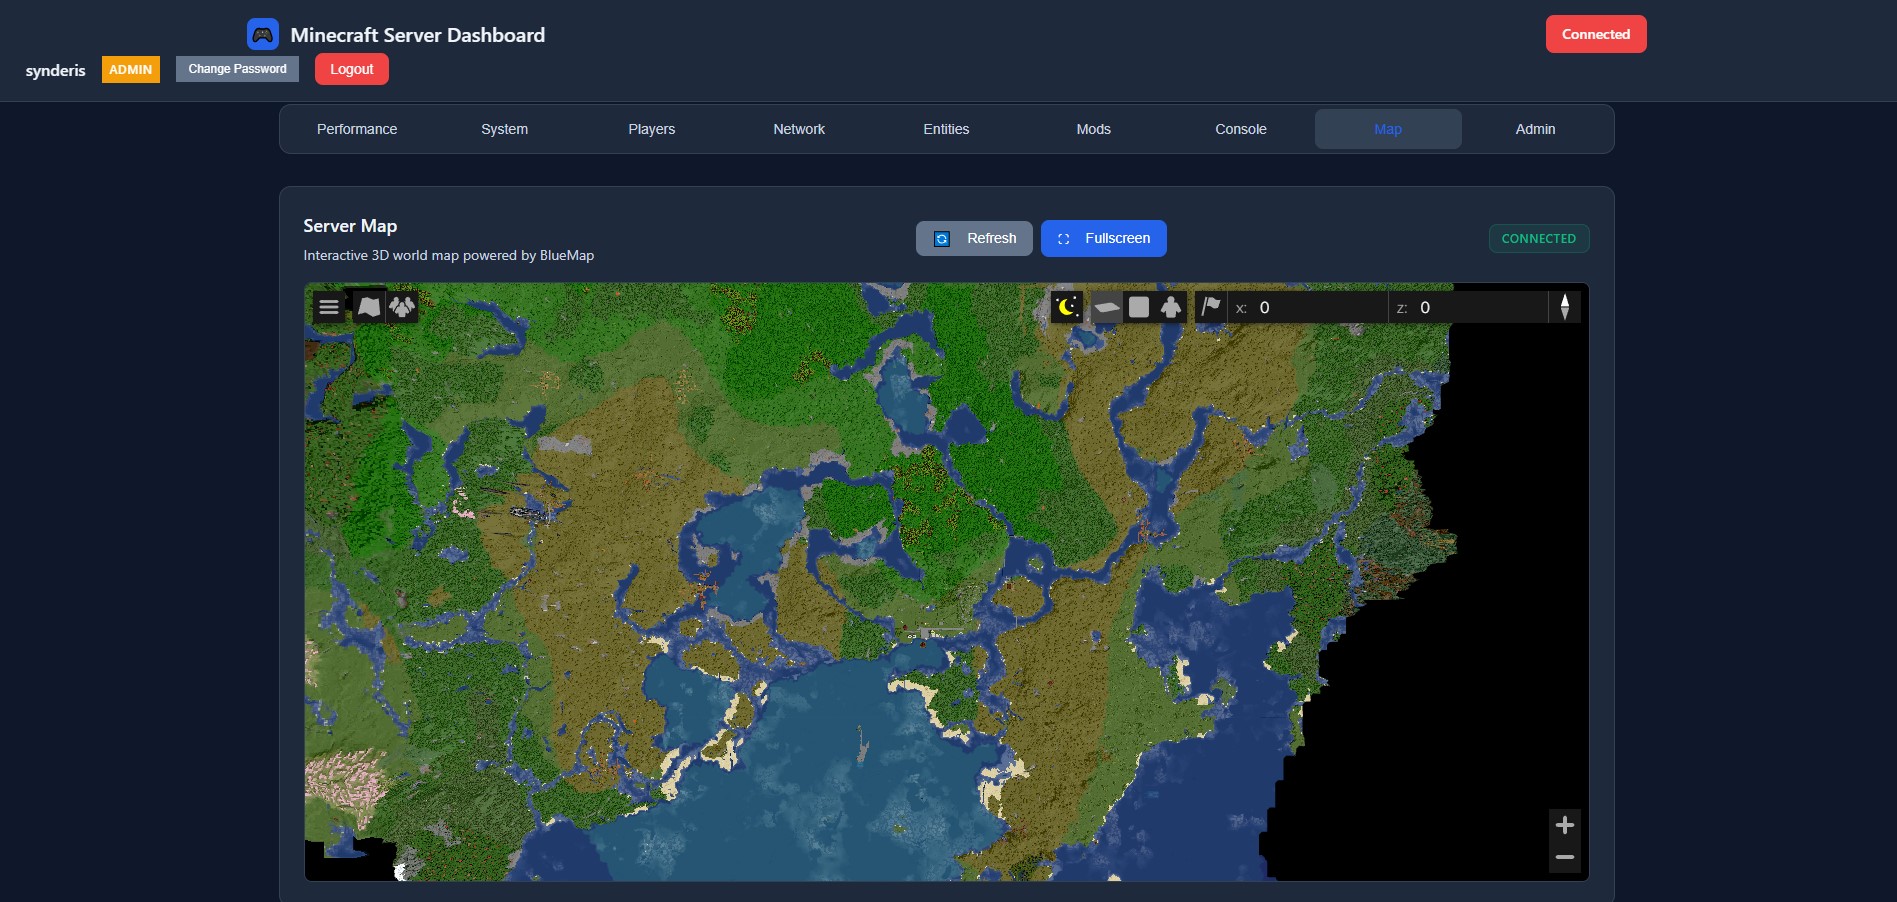 Minecraft Server Dashboard
Connected
synderis ADMIN Change Password Logout
Performance System Players Network Entities Mods Console Map Admin
Server Map
Interactive 3D world map powered by BlueMap
Refresh Fullscreen
CONNECTED
x: 0 z: 0